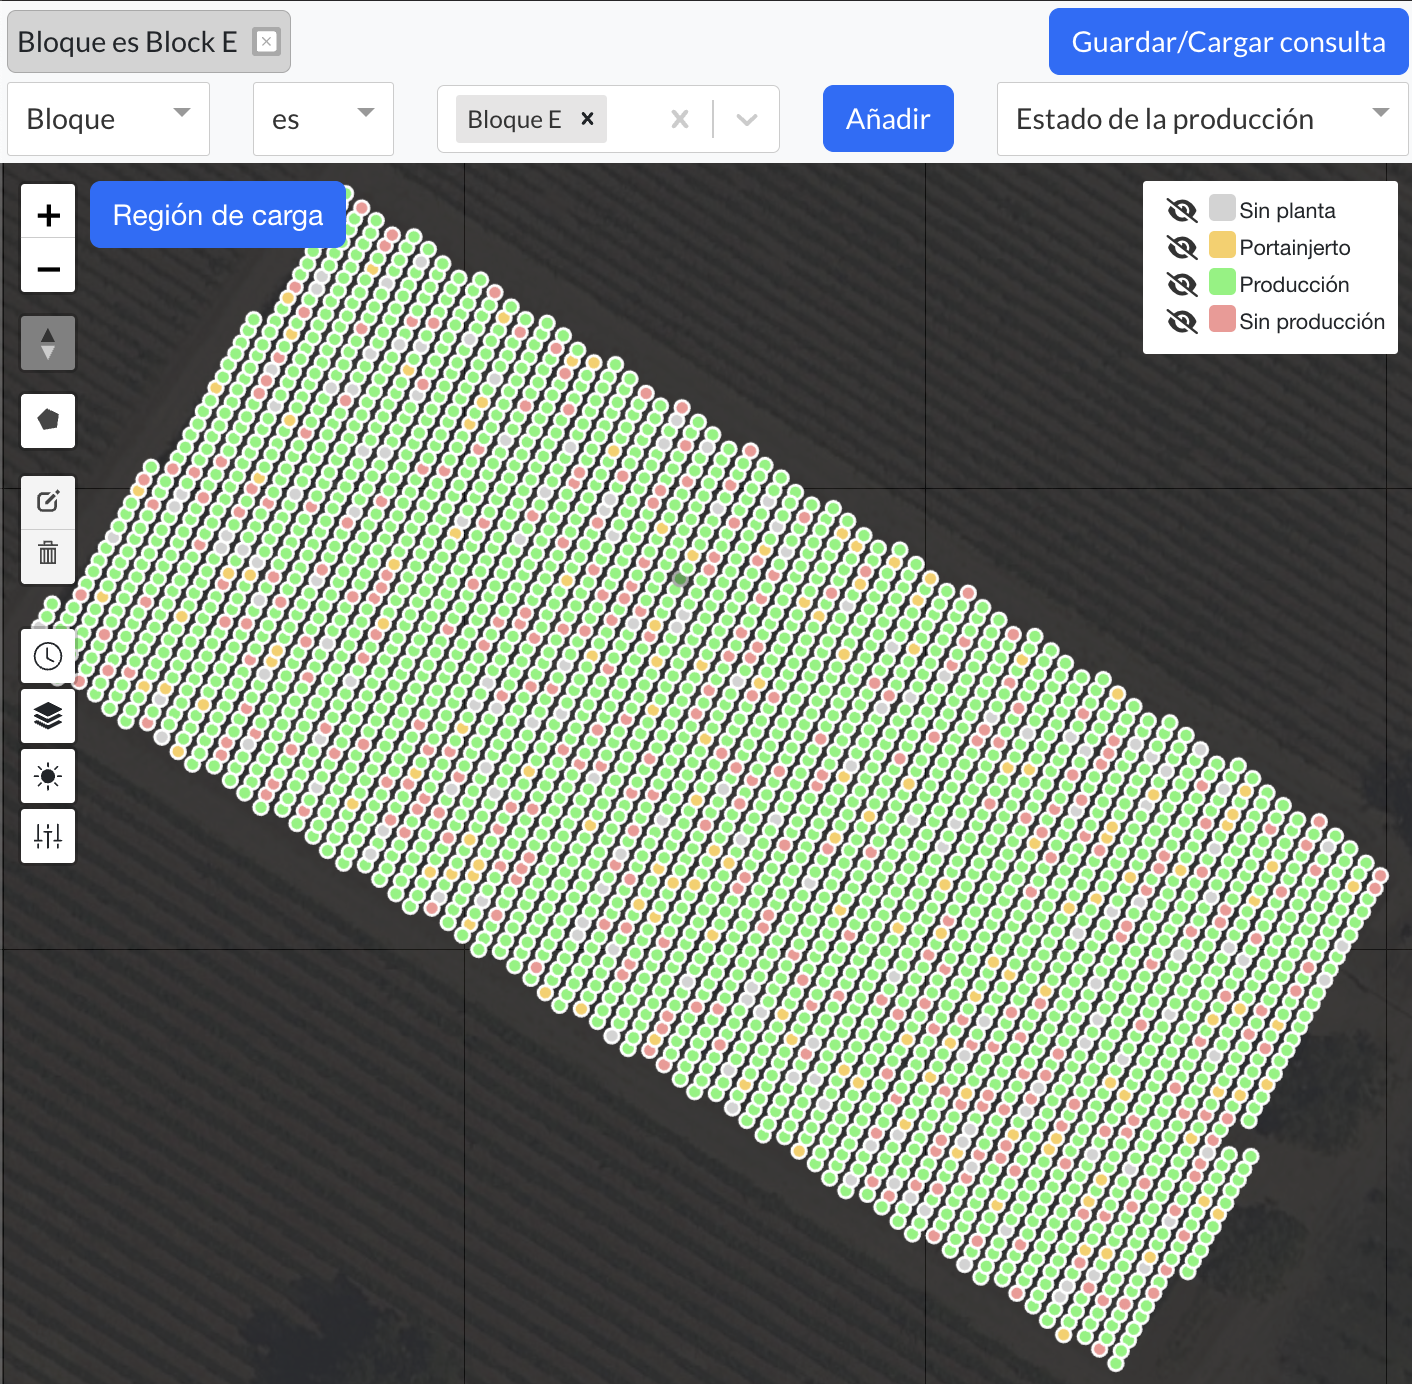 Bloque es Block E
Guardar/Cargar consulta
Bloque
es
Bloque E
Añadir
Estado de la producción
+
−
Región de carga
Sin planta
Portainjerto
Producción
Sin producción